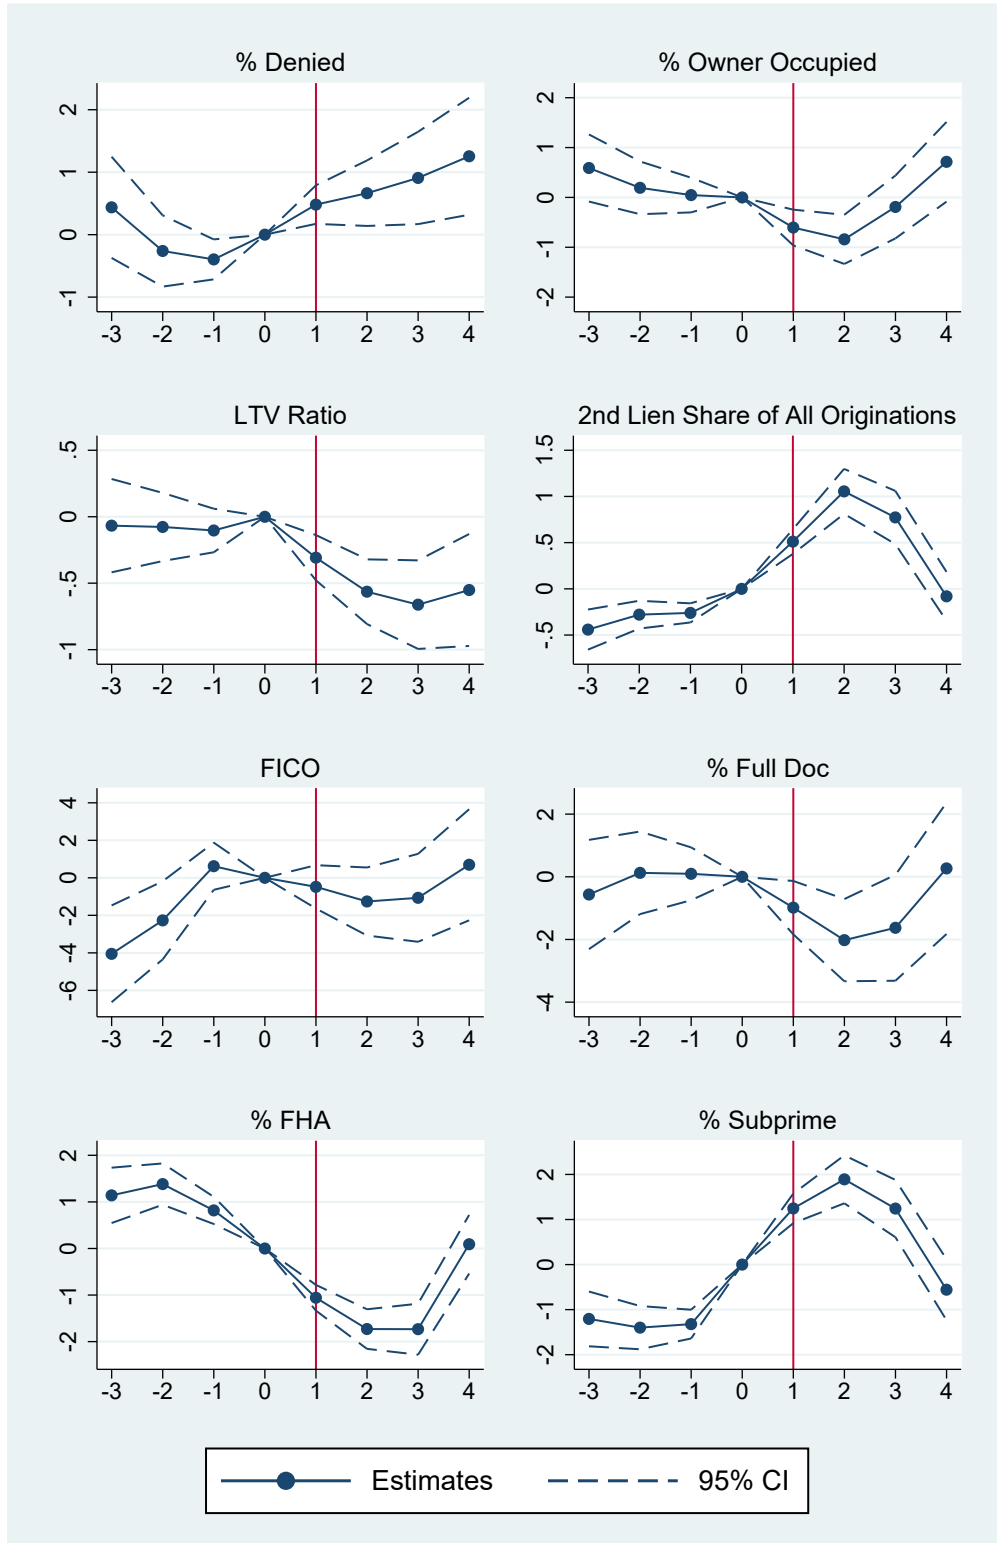 % Denied
2
1
0
-1
-3 -2 -1 0 1 2 3 4
% Owner Occupied
2
1
0
-1
-2
-3 -2 -1 0 1 2 3 4
LTV Ratio
.5
0
-.5
-1
-3 -2 -1 0 1 2 3 4
2nd Lien Share of All Originations
1.5
1
.5
0
-.5
-3 -2 -1 0 1 2 3 4
FICO
4
2
0
-2
-4
-6
-3 -2 -1 0 1 2 3 4
% Full Doc
2
0
-2
-4
-3 -2 -1 0 1 2 3 4
% FHA
2
1
0
-1
-2
-3 -2 -1 0 1 2 3 4
% Subprime
2
1
0
-1
-2
-3 -2 -1 0 1 2 3 4
Estimates 95% CI